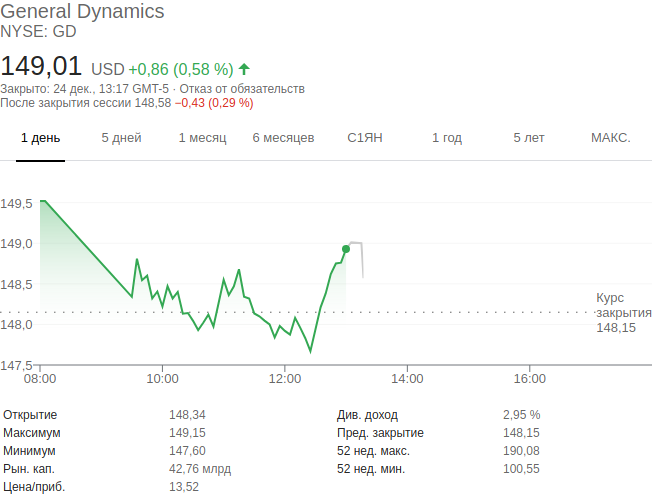 General Dynamics
NYSE: GD
149,01 USD +0,86 (0,58 %)
Закрыто: 24 дек., 13:17 GMT-5 · Отказ от обязательств
После закрытия сессии 148,58 −0,43 (0,29 %)
1 день 5 дней 1 месяц 6 месяцев С1ЯН 1 год 5 лет МАКС.
149,5
149,0
148,5
148,0
147,5
Курс
закрытия
148,15
08:00 10:00 12:00 14:00 16:00
Открытие 148,34 Див. доход 2,95 %
Максимум 149,15 Пред. закрытие 148,15
Минимум 147,60 52 нед. макс. 190,08
Рын. кап. 42,76 млрд 52 нед. мин. 100,55
Цена/приб. 13,52